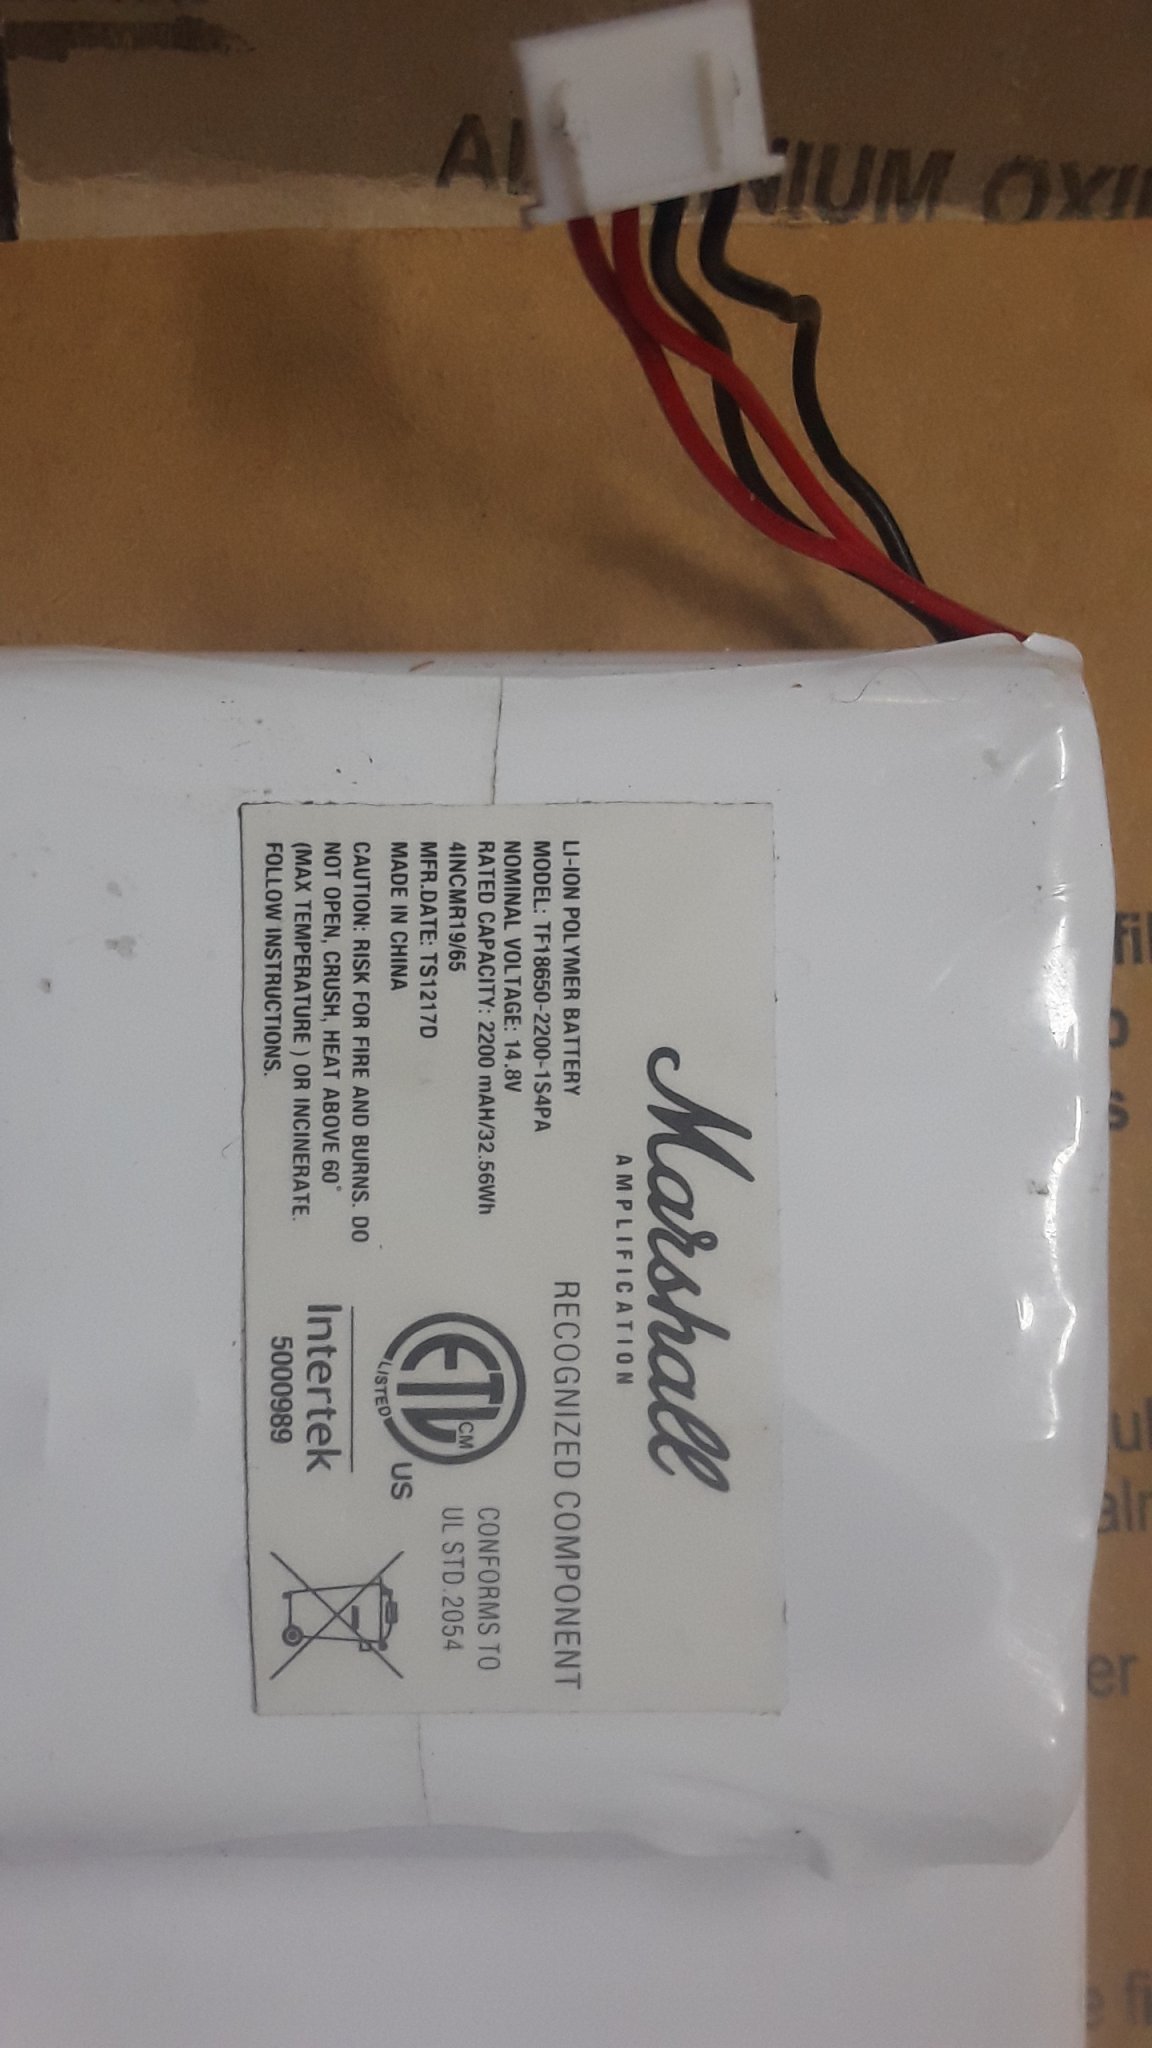 Marshall
AMPLIFICATION
LI-ION POLYMER BATTERY
MODEL: TF18650-2200-1S4PA
NOMINAL VOLTAGE: 14.8V
RATED CAPACITY: 2200 mAH/32.56Wh
4INCMR19/65
MFR.DATE: TS1217D
MADE IN CHINA
CAUTION: RISK FOR FIRE AND BURNS. DO
NOT OPEN, CRUSH, HEAT ABOVE 60°
(MAX TEMPERATURE ) OR INCINERATE.
FOLLOW INSTRUCTIONS.
RECOGNIZED COMPONENT
ETL
CM
LISTED
US
CONFORMS TO
UL STD.2054
Intertek
5000989